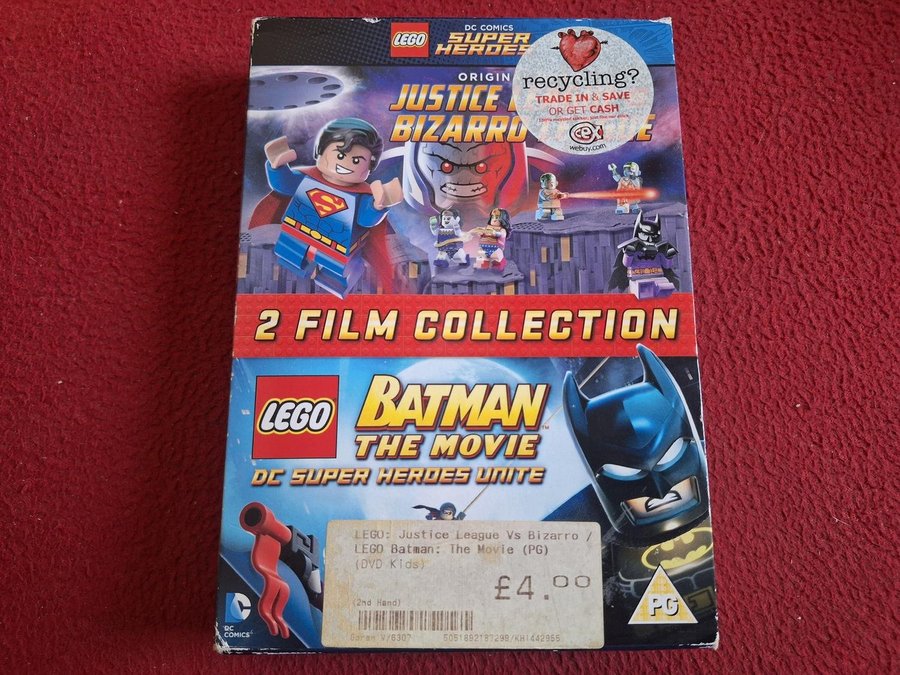 LEGO
DC COMICS
SUPER
HEROES
recycling?
TRADE IN & SAVE
OR GET CASH
cex
webuy.com
JUSTICE
BIZARRO
2 FILM COLLECTION
LEGO
BATMAN
THE MOVIE
DC SUPER HEROES UNITE
LEGO: Justice League Vs Bizarro /
LEGO Batman: The Movie (PG)
(DVD Kids)
£4.00
(2nd Hand)
DC
COMICS
PG